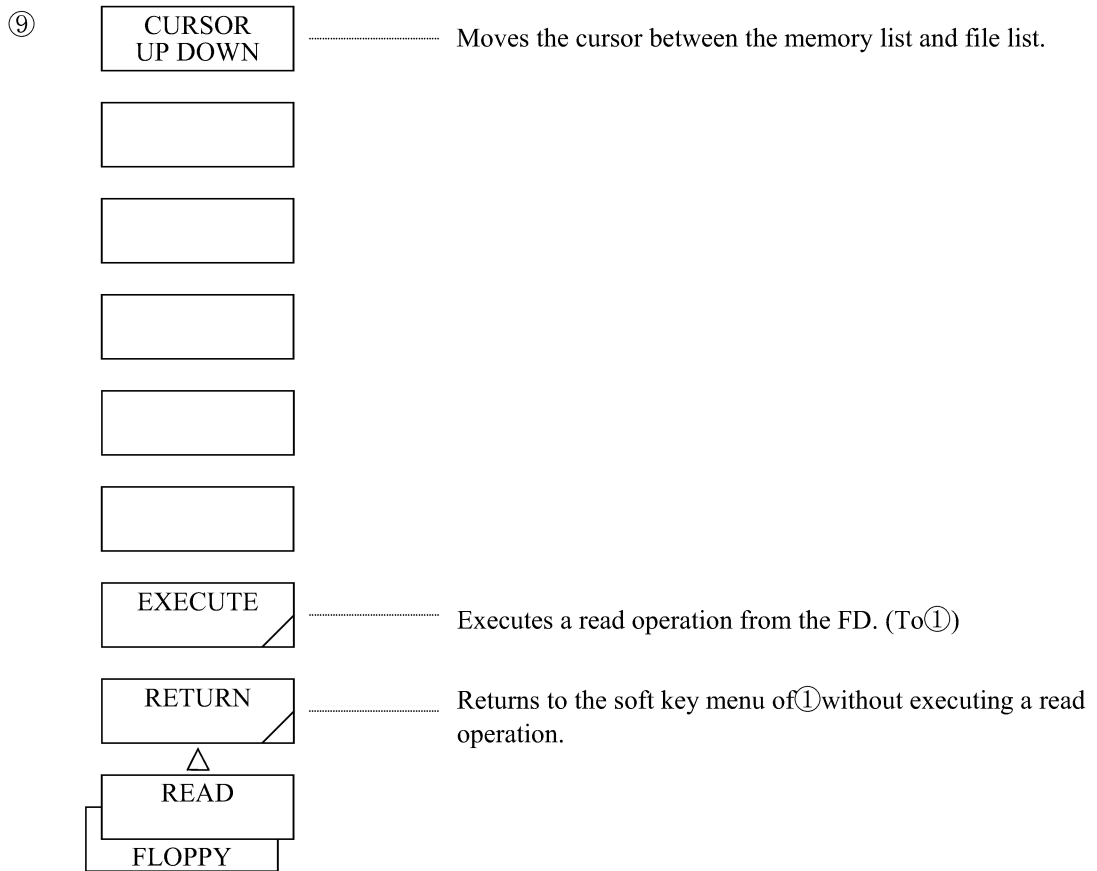 ⑨
CURSOR
UP DOWN
Moves the cursor between the memory list and file list.
EXECUTE
Executes a read operation from the FD. (To①)
RETURN
Returns to the soft key menu of①without executing a read
operation.
△
READ
FLOPPY